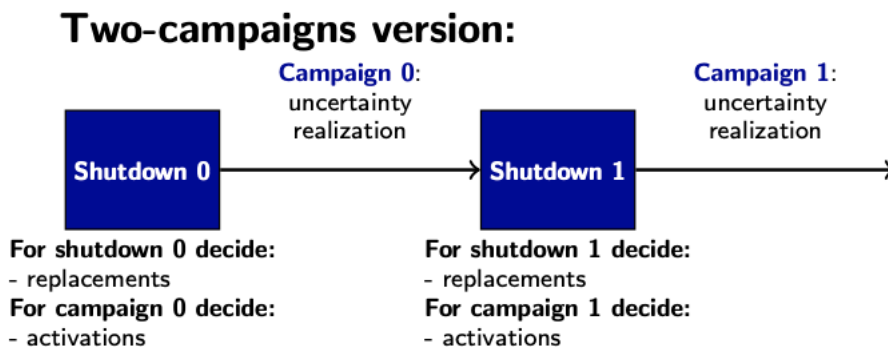 Two-campaigns version:
Campaign 0:
uncertainty
realization
Campaign 1:
uncertainty
realization
Shutdown 0
Shutdown 1
For shutdown 0 decide:
- replacements
For campaign 0 decide:
- activations
For shutdown 1 decide:
- replacements
For campaign 1 decide:
- activations